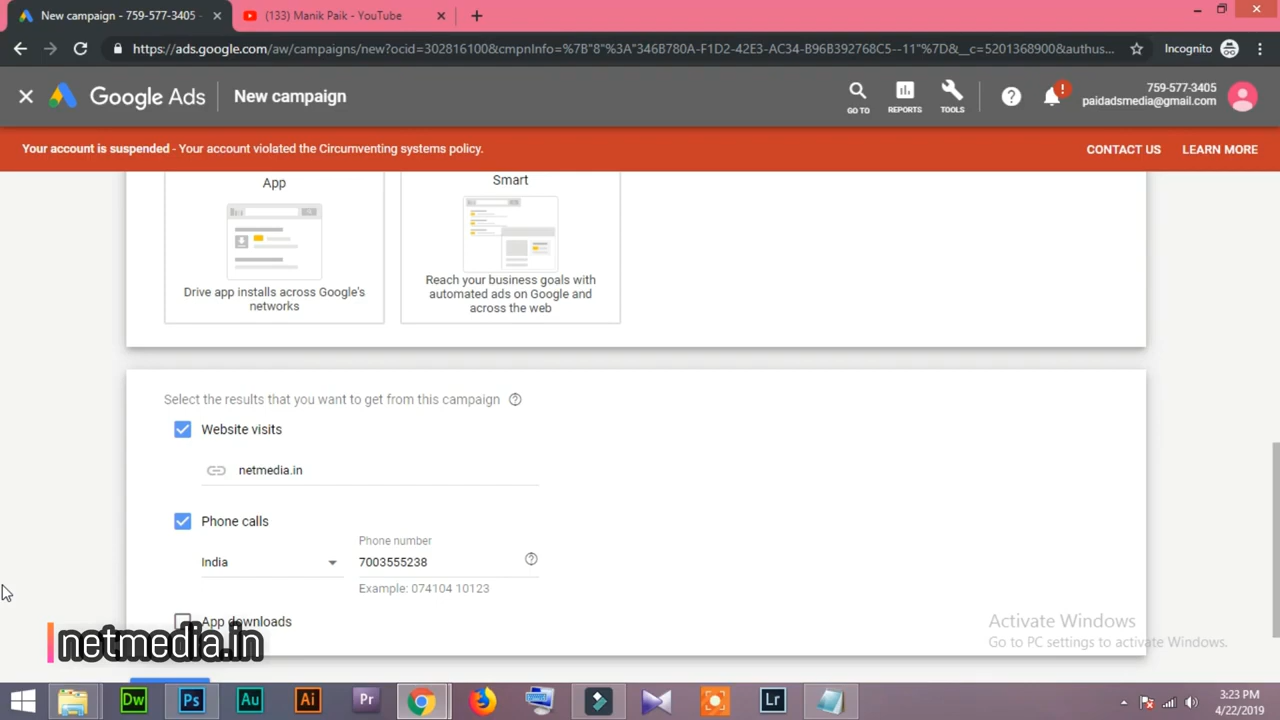 New campaign - 759-577-3405 -
(133) Manik Paik - YouTube
https://ads.google.com/aw/campaigns/new?ocid=302816100&cmpnInfo=%7B"8"%3A"346B780A-F1D2-42E3-AC34-B96B392768C5--11"%7D&__c=5201368900&authus...
Incognito
Google Ads
New campaign
GO TO
REPORTS
TOOLS
759-577-3405
paidadsmedia@gmail.com
Your account is suspended - Your account violated the Circumventing systems policy.
CONTACT US
LEARN MORE
App
Drive app installs across Google's
networks
Smart
Reach your business goals with
automated ads on Google and
across the web
Select the results that you want to get from this campaign
Website visits
netmedia.in
Phone calls
India
Phone number
7003555238
Example: 074104 10123
App downloads
netmedia.in
Activate Windows
Go to PC settings to activate Windows.
Dw
Ps
Au
Ai
Pr
Lr
3:23 PM
4/22/2019